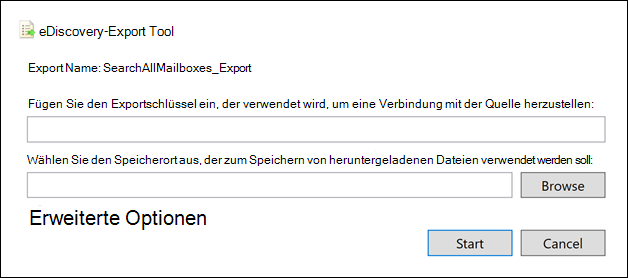 eDiscovery-Export Tool
Export Name: SearchAllMailboxes_Export
Fügen Sie den Exportschlüssel ein, der verwendet wird, um eine Verbindung mit der Quelle herzustellen:
Wählen Sie den Speicherort aus, der zum Speichern von heruntergeladenen Dateien verwendet werden soll:
Browse
Erweiterte Optionen
Start Cancel